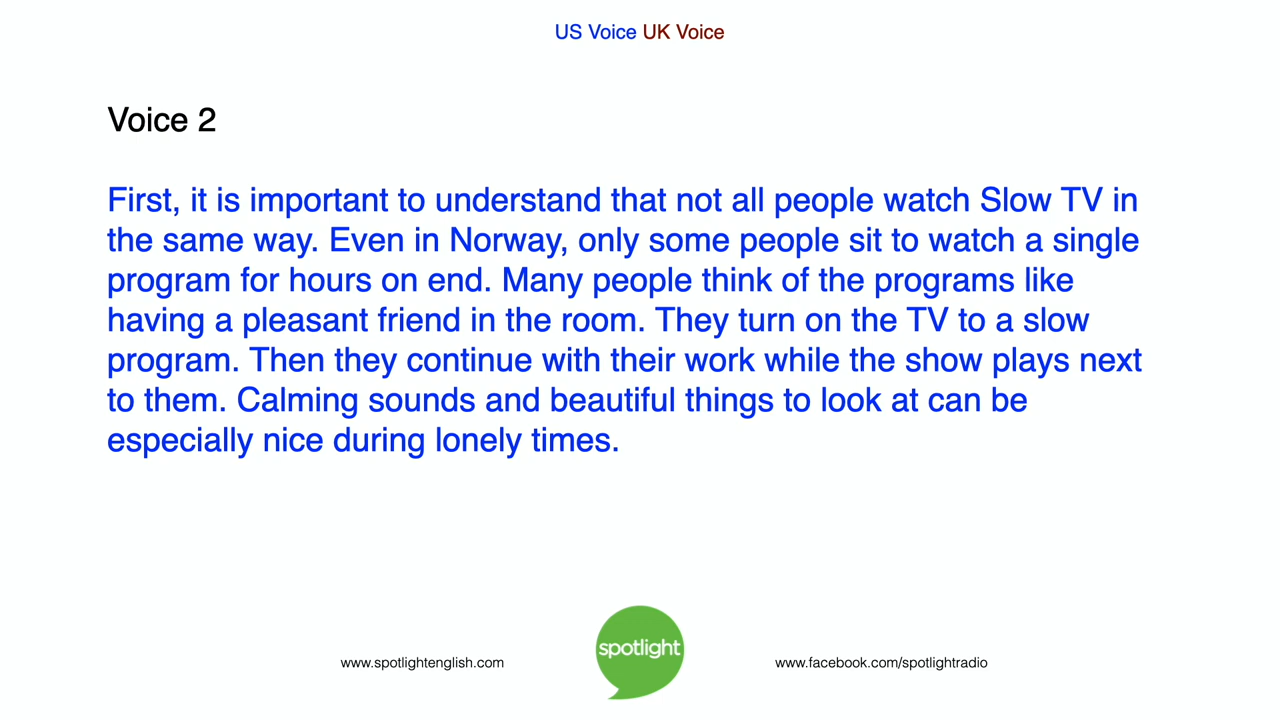 US Voice UK Voice
Voice 2
First, it is important to understand that not all people watch Slow TV in
the same way. Even in Norway, only some people sit to watch a single
program for hours on end. Many people think of the programs like
having a pleasant friend in the room. They turn on the TV to a slow
program. Then they continue with their work while the show plays next
to them. Calming sounds and beautiful things to look at can be
especially nice during lonely times.
spotlight
www.spotlightenglish.com
www.facebook.com/spotlightradio